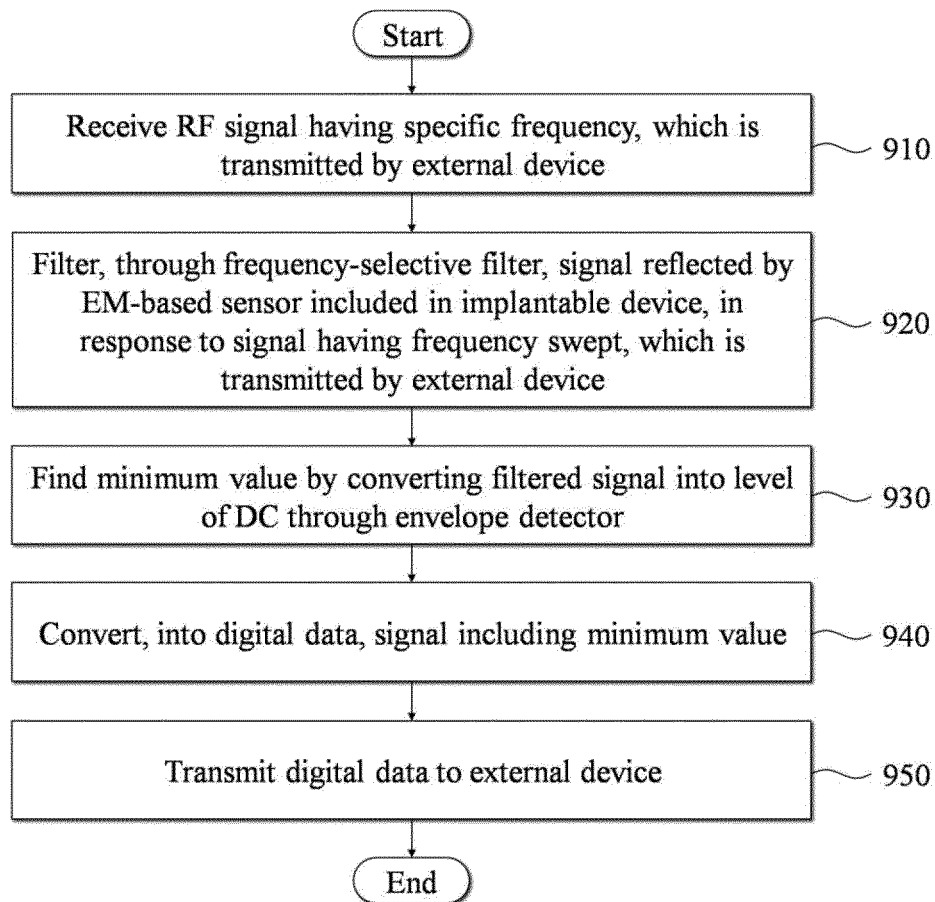 Start
Receive RF signal having specific frequency, which is
transmitted by external device
910
Filter, through frequency-selective filter, signal reflected by
EM-based sensor included in implantable device, in
response to signal having frequency swept, which is
transmitted by external device
920
Find minimum value by converting filtered signal into level
of DC through envelope detector
930
Convert, into digital data, signal including minimum value
940
Transmit digital data to external device
950
End